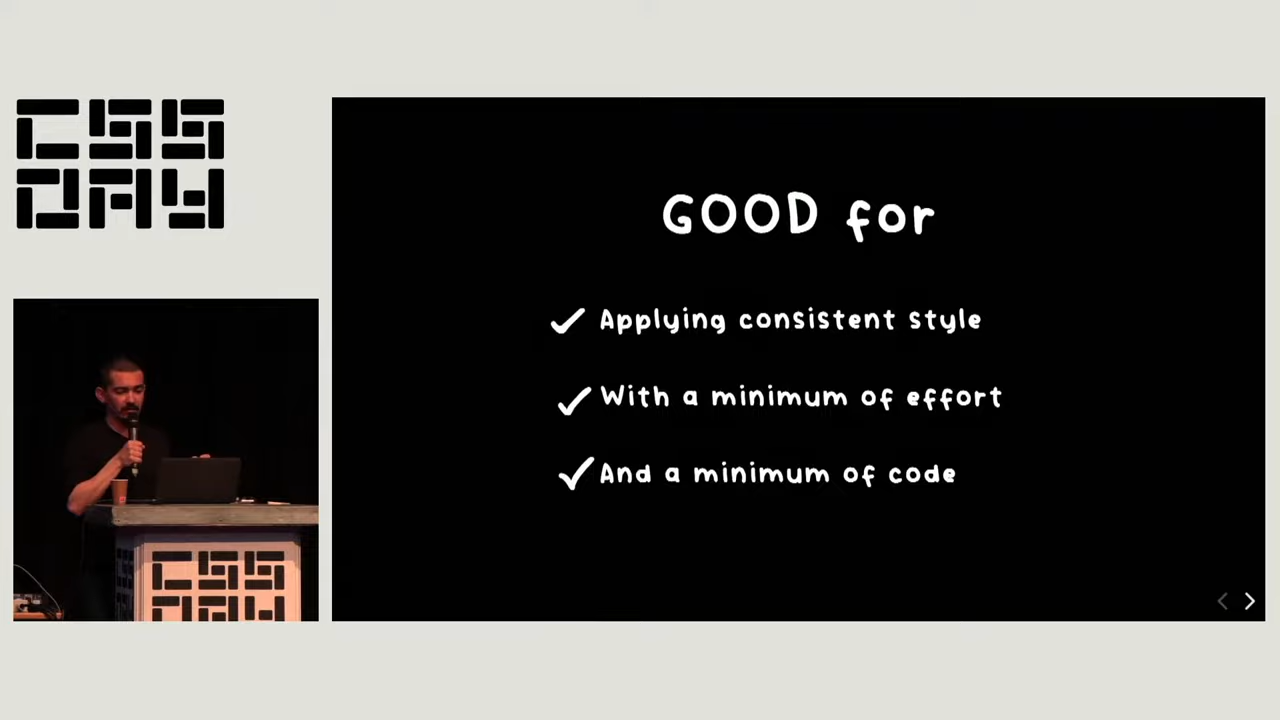 CSS
DAY
GOOD for
Applying consistent style
With a minimum of effort
And a minimum of code
CSS
DAY